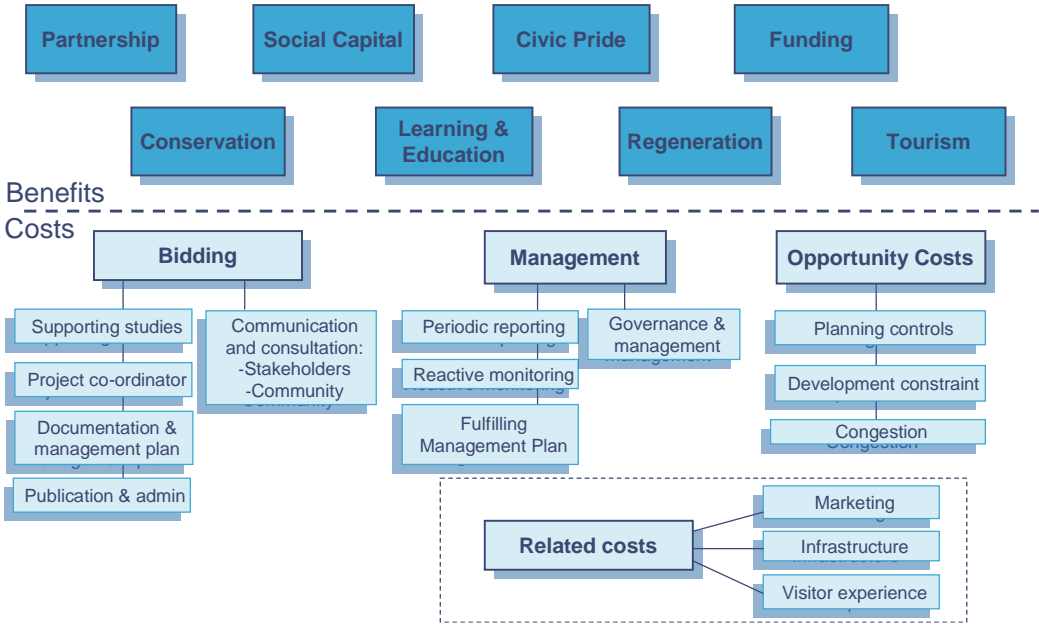 Partnership
Social Capital
Civic Pride
Funding
Conservation
Learning &
Education
Regeneration
Tourism
Benefits
Costs
Bidding
Supporting studies
Project co-ordinator
Documentation &
management plan
Publication & admin
Communication
and consultation:
-Stakeholders
-Community
Management
Periodic reporting
Reactive monitoring
Fulfilling
Management Plan
Governance &
management
Opportunity Costs
Planning controls
Development constraint
Congestion
Related costs
Marketing
Infrastructure
Visitor experience